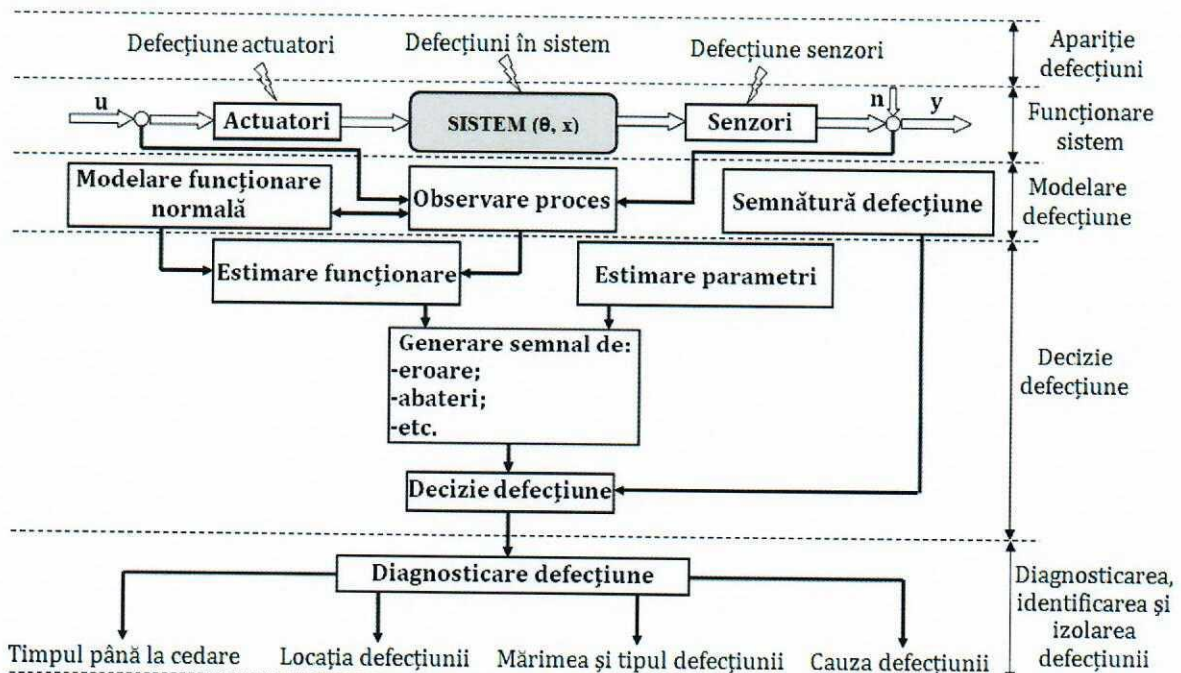 Defecțiune actuatori
Defecțiuni în sistem
Defecțiune senzori
Apariție
defecțiuni
u
Actuatori
SISTEM (θ, x)
Senzori
n
y
Funcționare
sistem
Modelare funcționare
normală
Observare proces
Semnătură defecțiune
Modelare
defecțiune
Estimare funcționare
Estimare parametri
Generare semnal de:
-eroare;
-abateri;
-etc.
Decizie
defecțiune
Decizie defecțiune
Diagnosticare defecțiune
Diagnosticarea,
identificarea și
izolarea
defecțiunii
Timpul până la cedare
Locația defecțiunii
Mărimea și tipul defecțiunii
Cauza defecțiunii